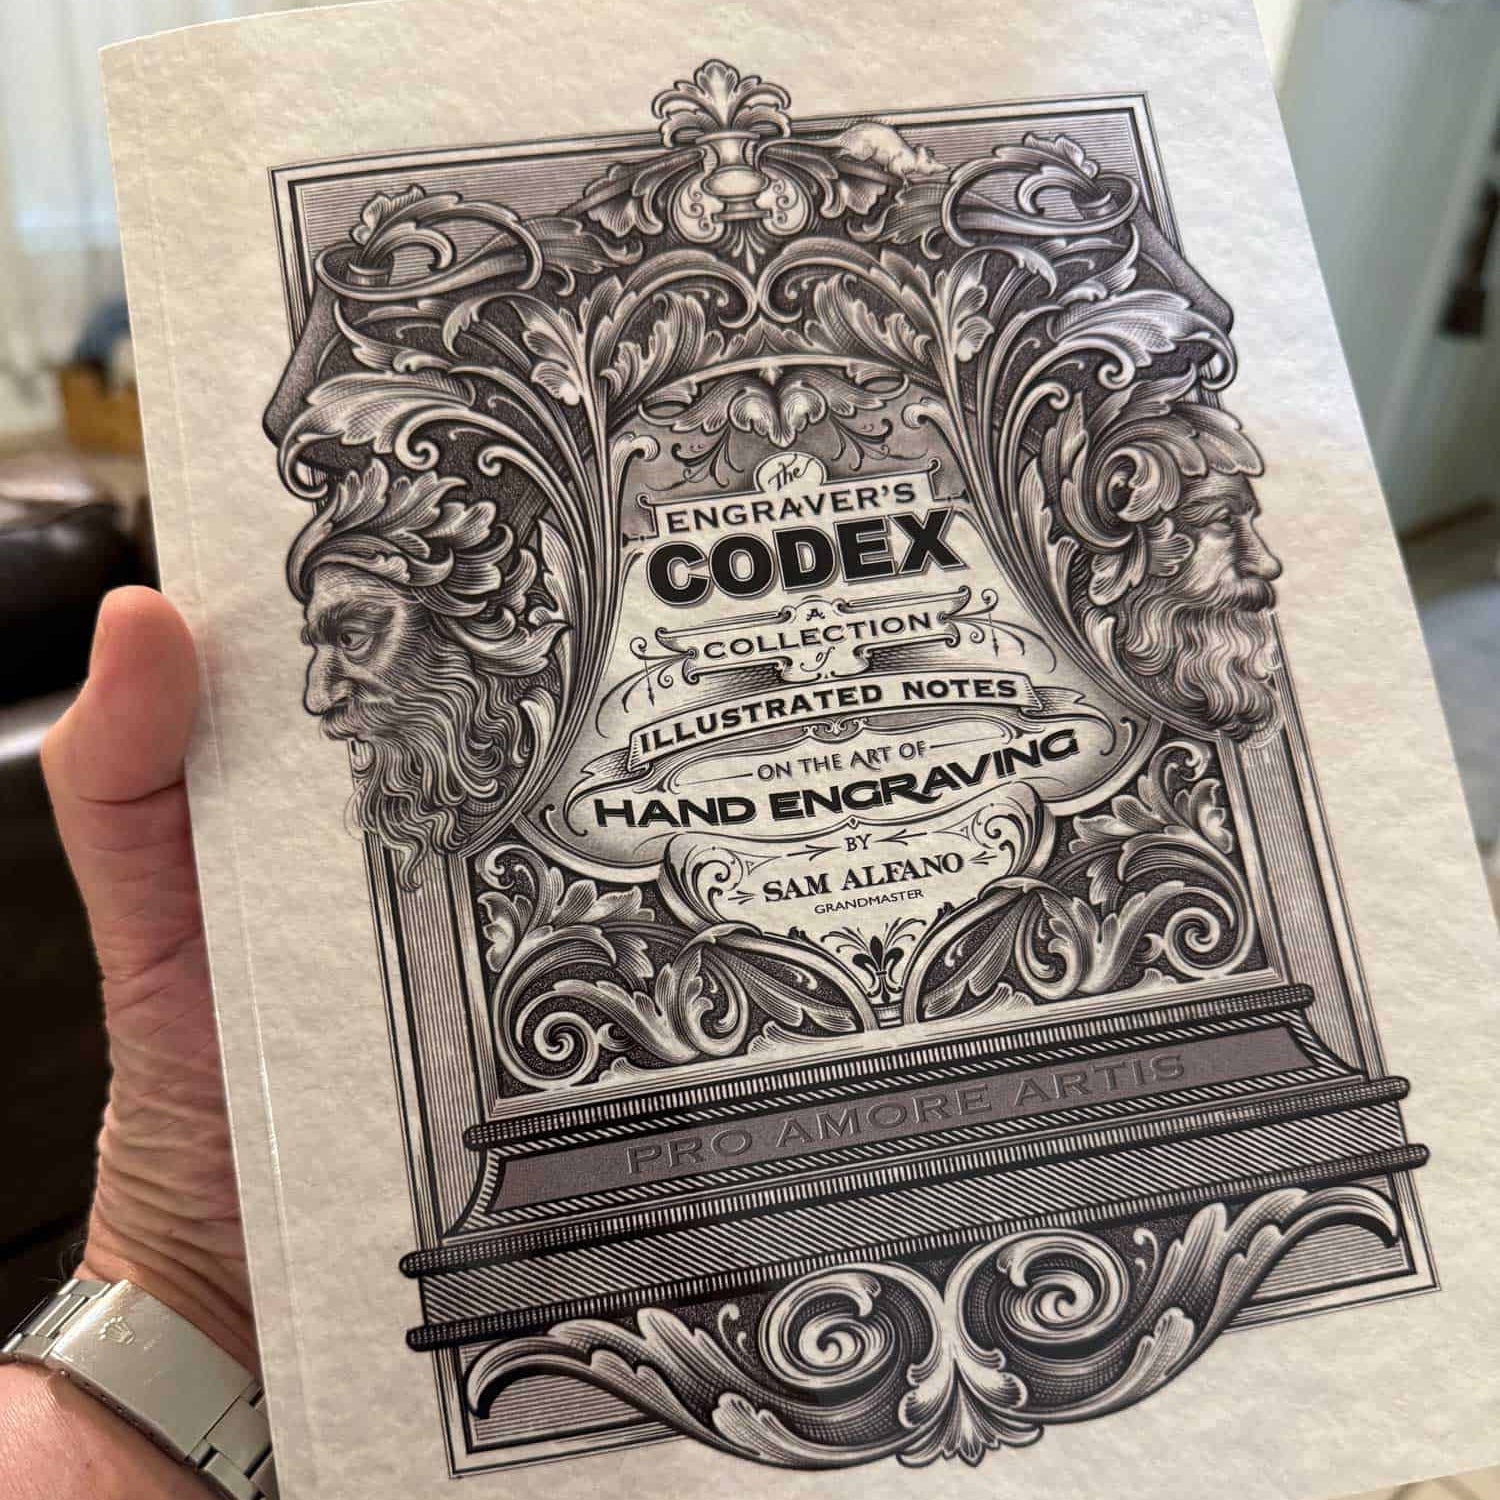 The
ENGRAVER'S
CODEX
A
COLLECTION
of
ILLUSTRATED NOTES
ON THE ART OF
HAND ENGRAVING
BY
SAM ALFANO
GRANDMASTER
PRO AMORE ARTIS